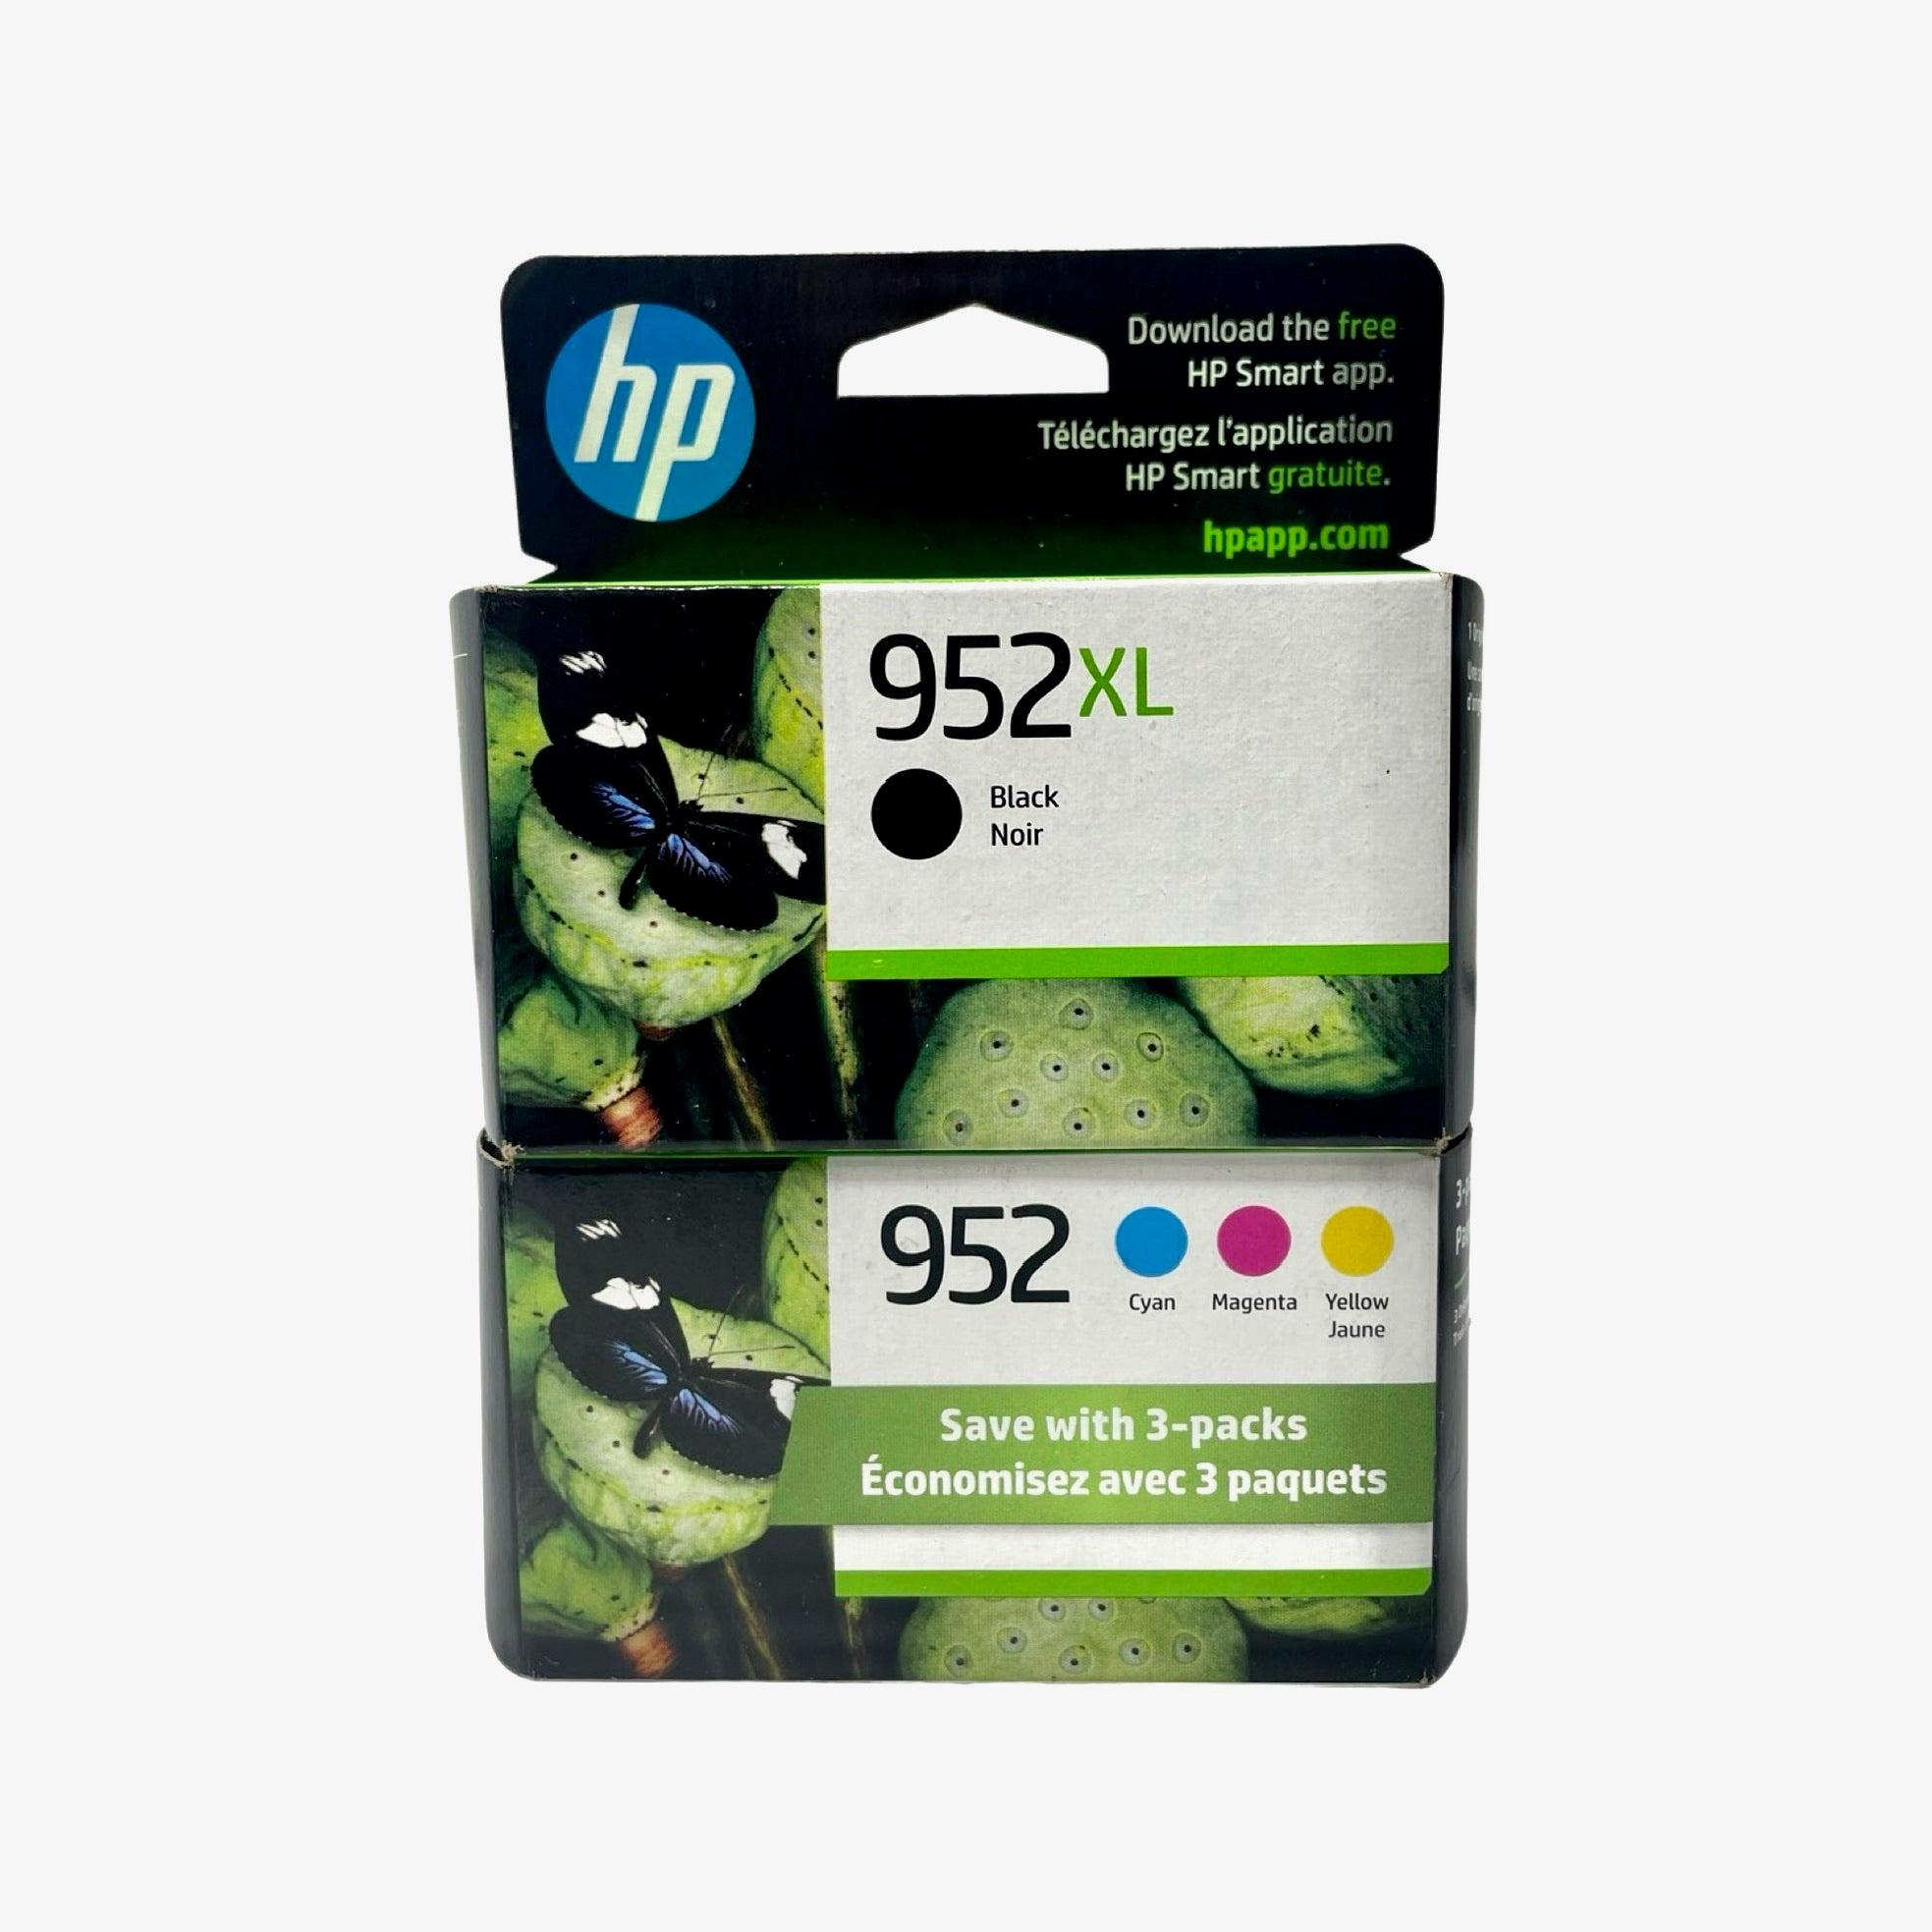 hp
Download the free
HP Smart app.
Téléchargez l'application
HP Smart gratuite.
hpapp.com
952XL
Black
Noir
952
Cyan
Magenta
Yellow
Jaune
Save with 3-packs
Économisez avec 3 paquets